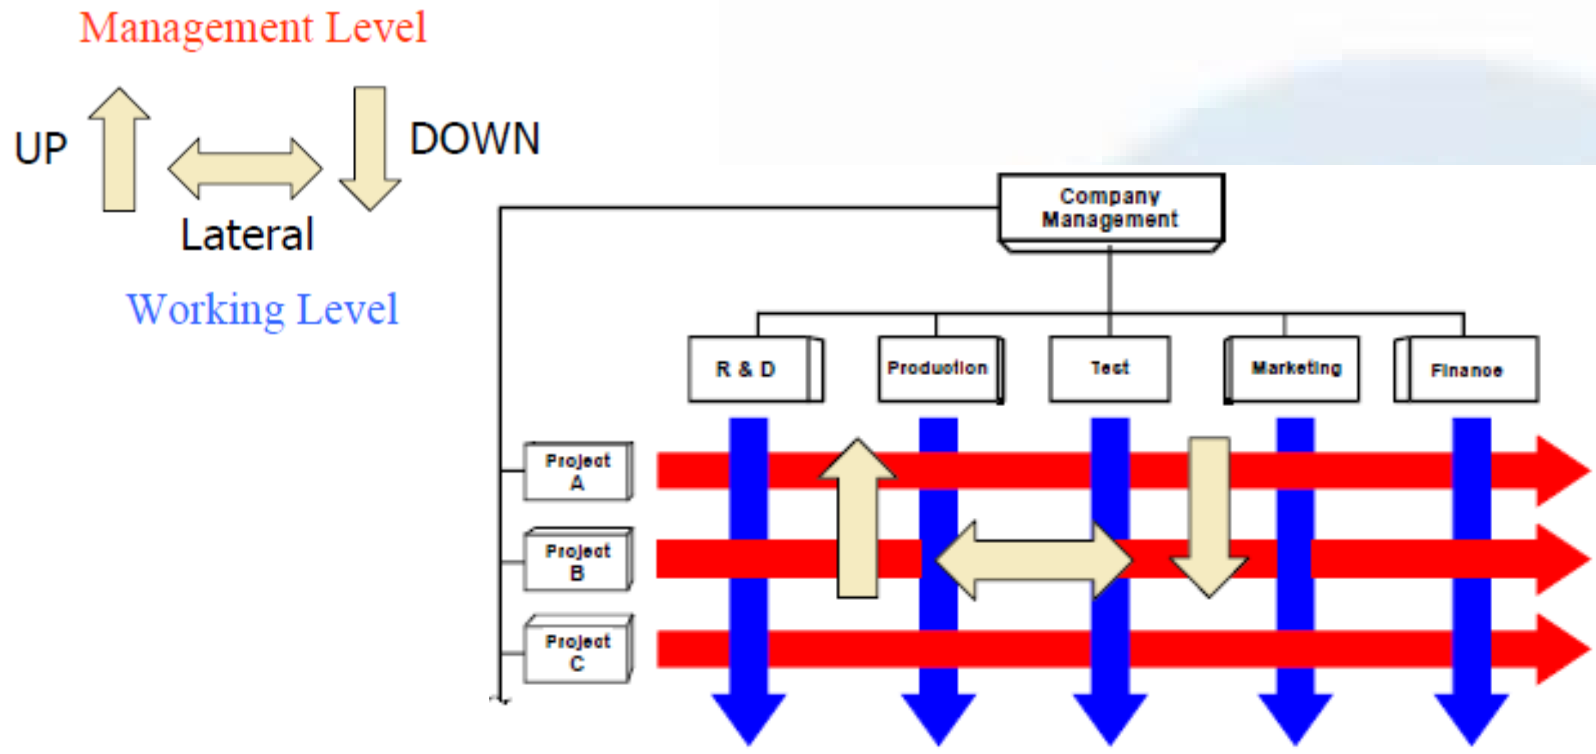 Management Level
UP
DOWN
Lateral
Working Level
Company
Management
R & D
Production
Test
Marketing
Finance
Project
A
Project
B
Project
C